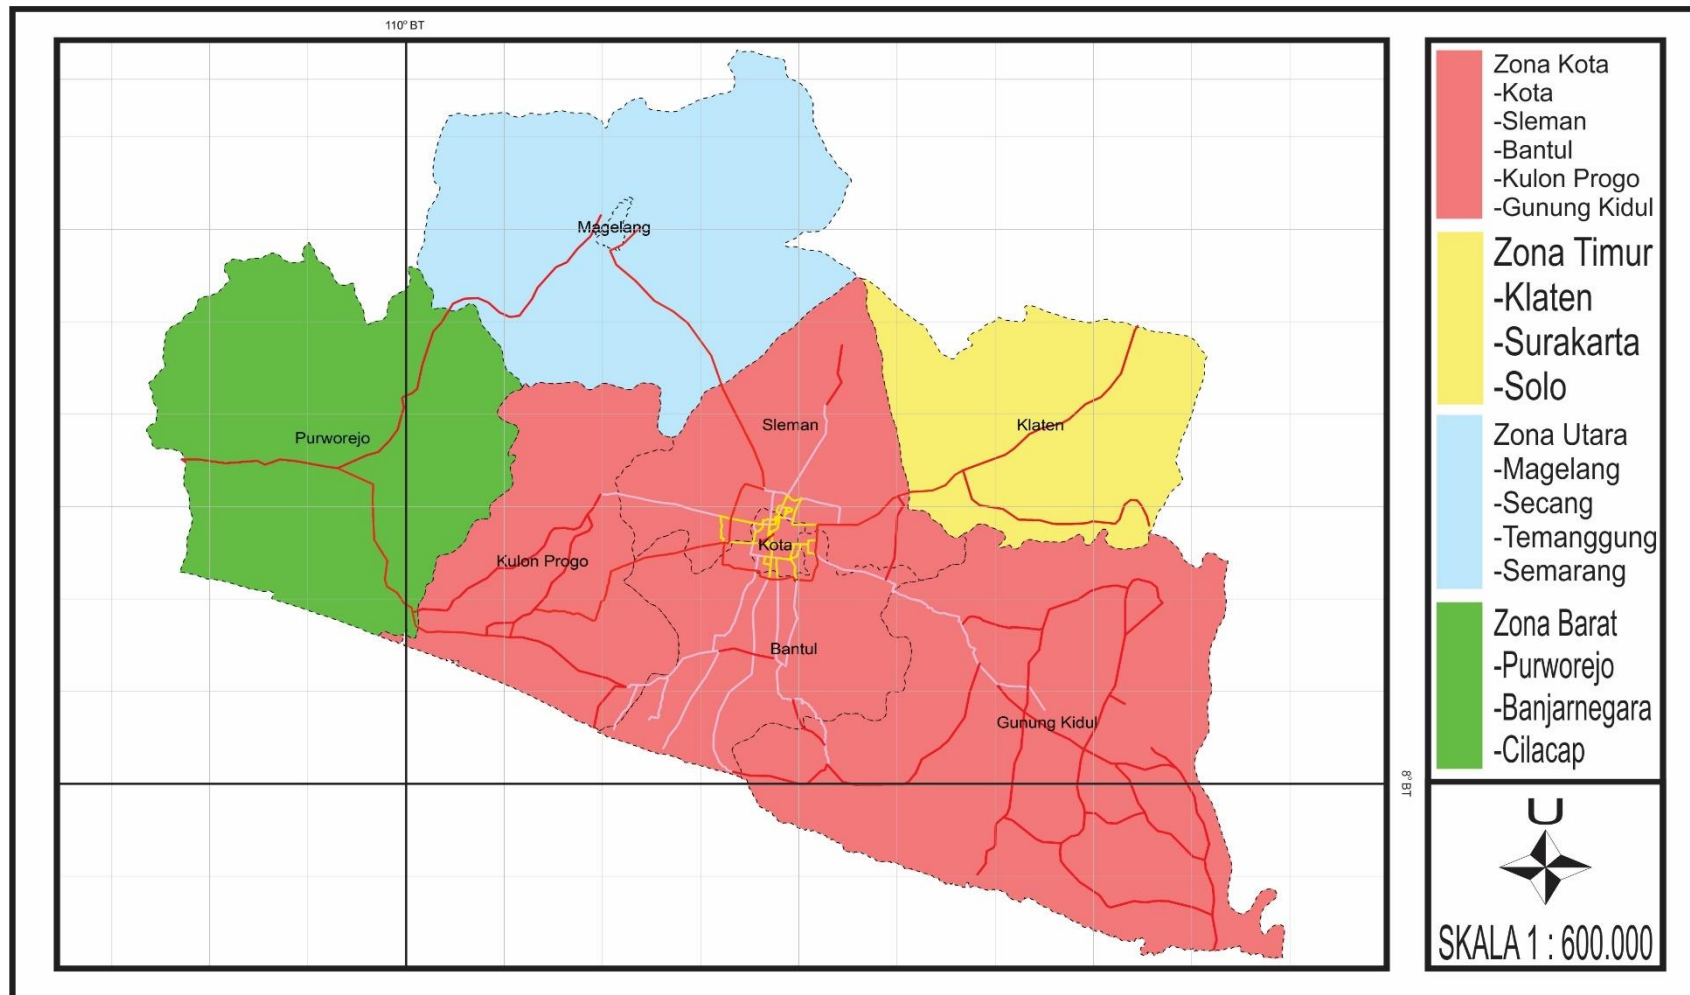 110° BT
Magelang
Purworejo
Sleman
Klaten
Kota
Kulon Progo
Bantul
Gunung Kidul
8° BT
Zona Kota
-Kota
-Sleman
-Bantul
-Kulon Progo
-Gunung Kidul
Zona Timur
-Klaten
-Surakarta
-Solo
Zona Utara
-Magelang
-Secang
-Temanggung
-Semarang
Zona Barat
-Purworejo
-Banjarnegara
-Cilacap
U
SKALA 1 : 600.000